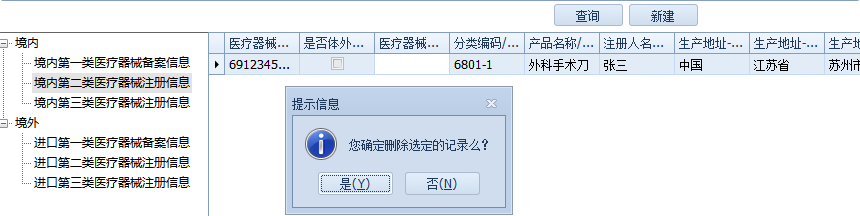 查询 新建
境内
境内第一类医疗器械备案信息
境内第二类医疗器械注册信息
境内第三类医疗器械注册信息
境外
进口第一类医疗器械备案信息
进口第二类医疗器械注册信息
进口第三类医疗器械注册信息
医疗器械... 是否体外... 医疗器械... 分类编码/... 产品名称/... 注册人名... 生产地址-... 生产地址-... 生产地
6912345... 6801-1 外科手术刀 张三 中国 江苏省 苏州市
提示信息
您确定删除选定的记录么?
是(Y) 否(N)